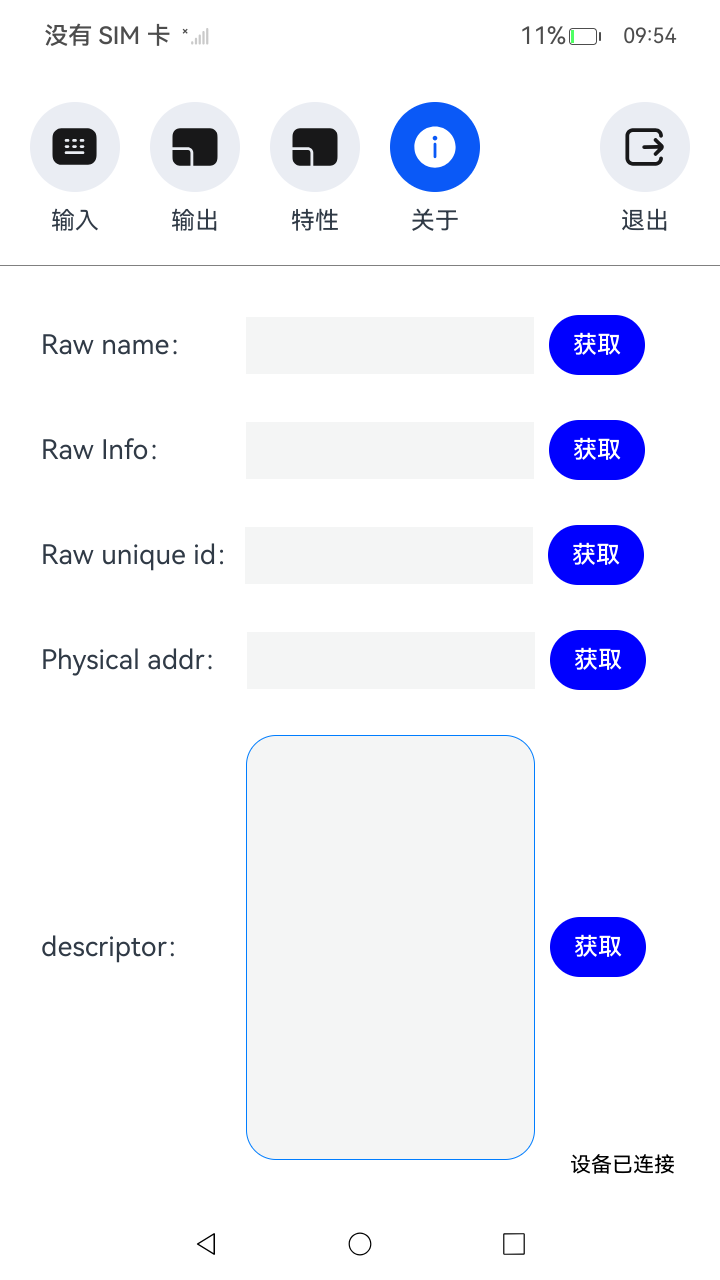 没有 SIM 卡
11%
09:54
输入
输出
特性
关于
退出
Raw name：
获取
Raw Info：
获取
Raw unique id：
获取
Physical addr：
获取
descriptor：
获取
设备已连接